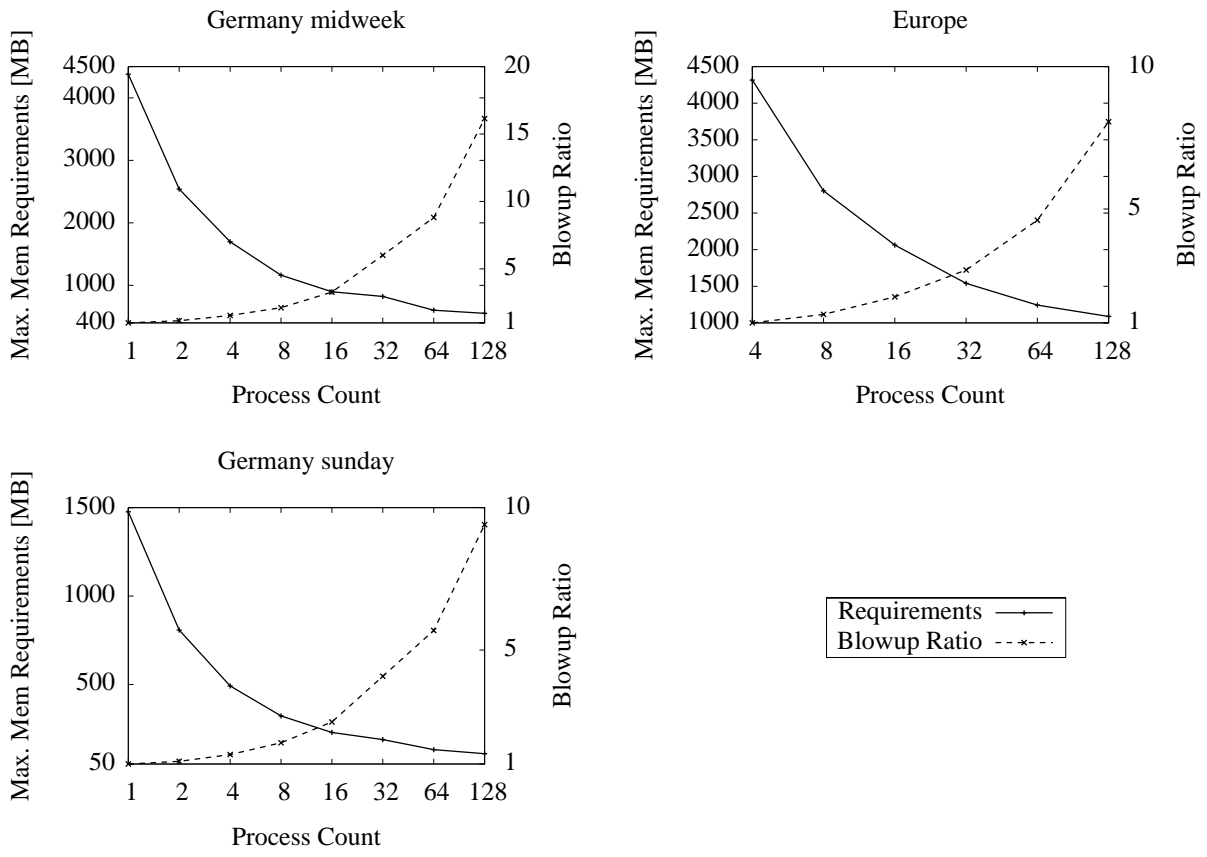 Germany midweek
Max. Mem Requirements [MB]
4500
4000
3000
2000
1000
400
20
15
10
5
1
Blowup Ratio
1 2 4 8 16 32 64 128
Process Count
Europe
Max. Mem Requirements [MB]
4500
4000
3500
3000
2500
2000
1500
1000
10
5
1
Blowup Ratio
4 8 16 32 64 128
Process Count
Germany sunday
Max. Mem Requirements [MB]
1500
1000
500
50
10
5
1
Blowup Ratio
1 2 4 8 16 32 64 128
Process Count
Requirements
Blowup Ratio